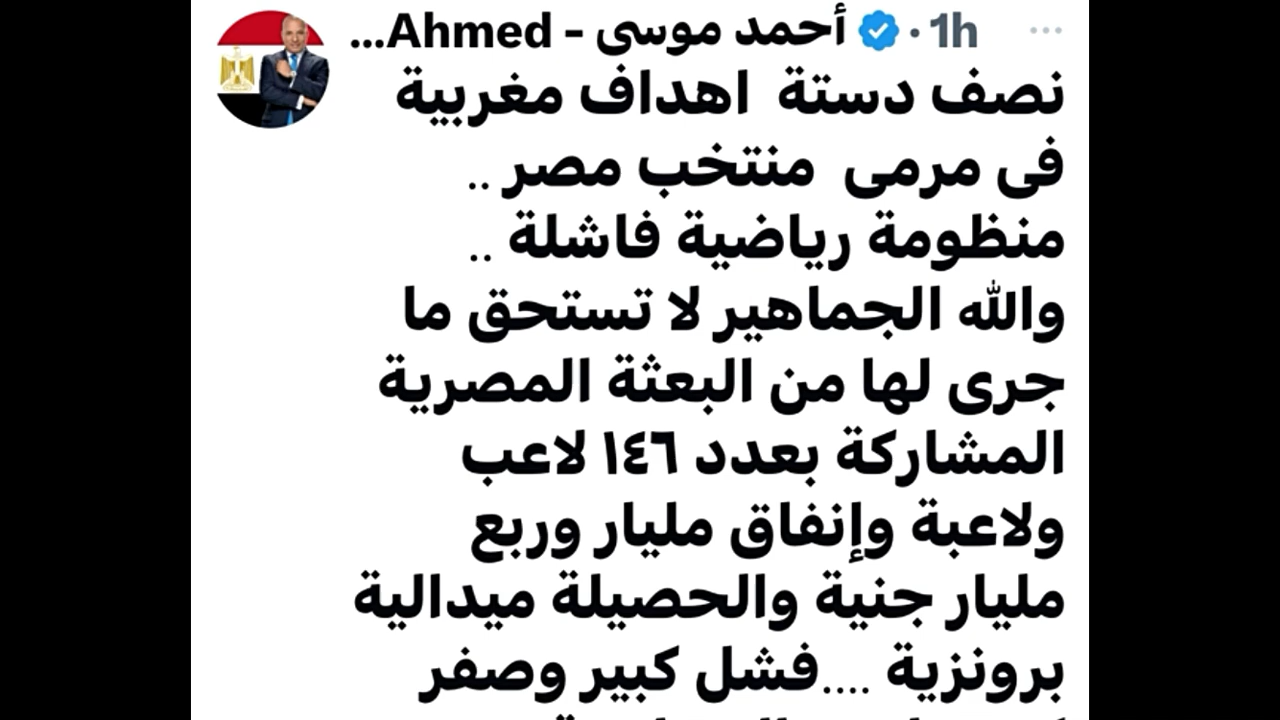 أحمد موسى - Ahmed... · 1h
نصف دستة اهداف مغربية
فى مرمى منتخب مصر ..
منظومة رياضية فاشلة ..
والله الجماهير لا تستحق ما
جرى لها من البعثة المصرية
المشاركة بعدد ١٤٦ لاعب
ولاعبة وإنفاق مليار وربع
مليار جنية والحصيلة ميدالية
برونزية ....فشل كبير وصفر